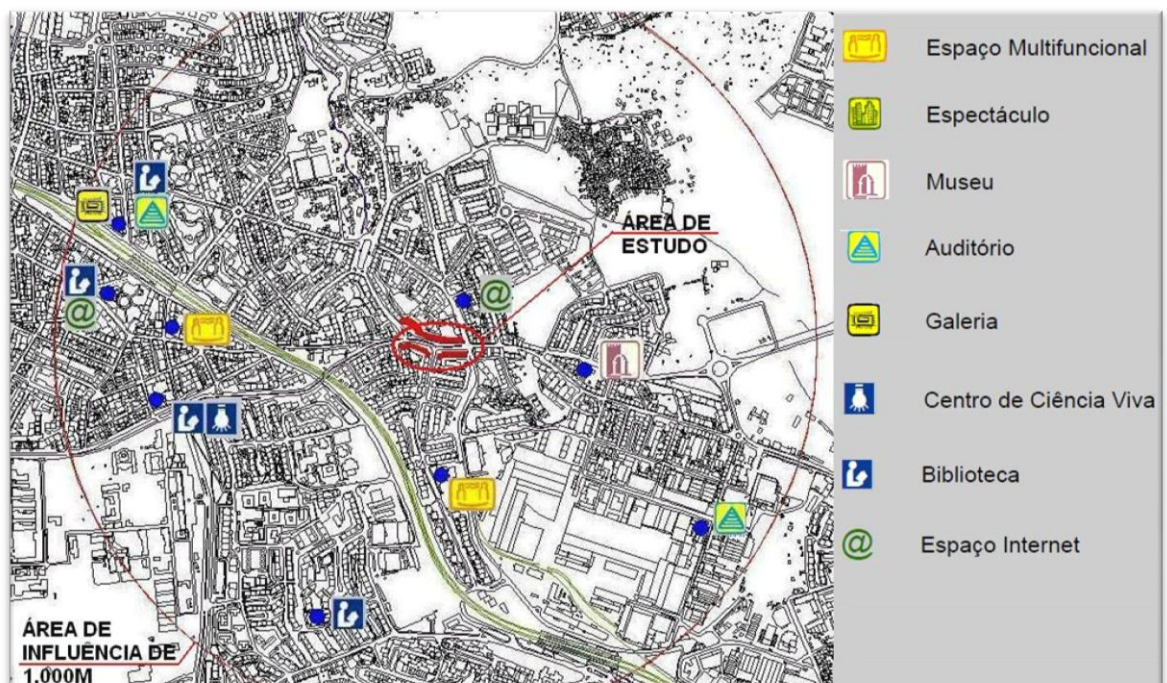 ÁREA DE
ESTUDO
@
@
ÁREA DE
INFLUÊNCIA DE
1.000M
Espaço Multifuncional
Espectáculo
Museu
Auditório
Galeria
Centro de Ciência Viva
Biblioteca
@ Espaço Internet